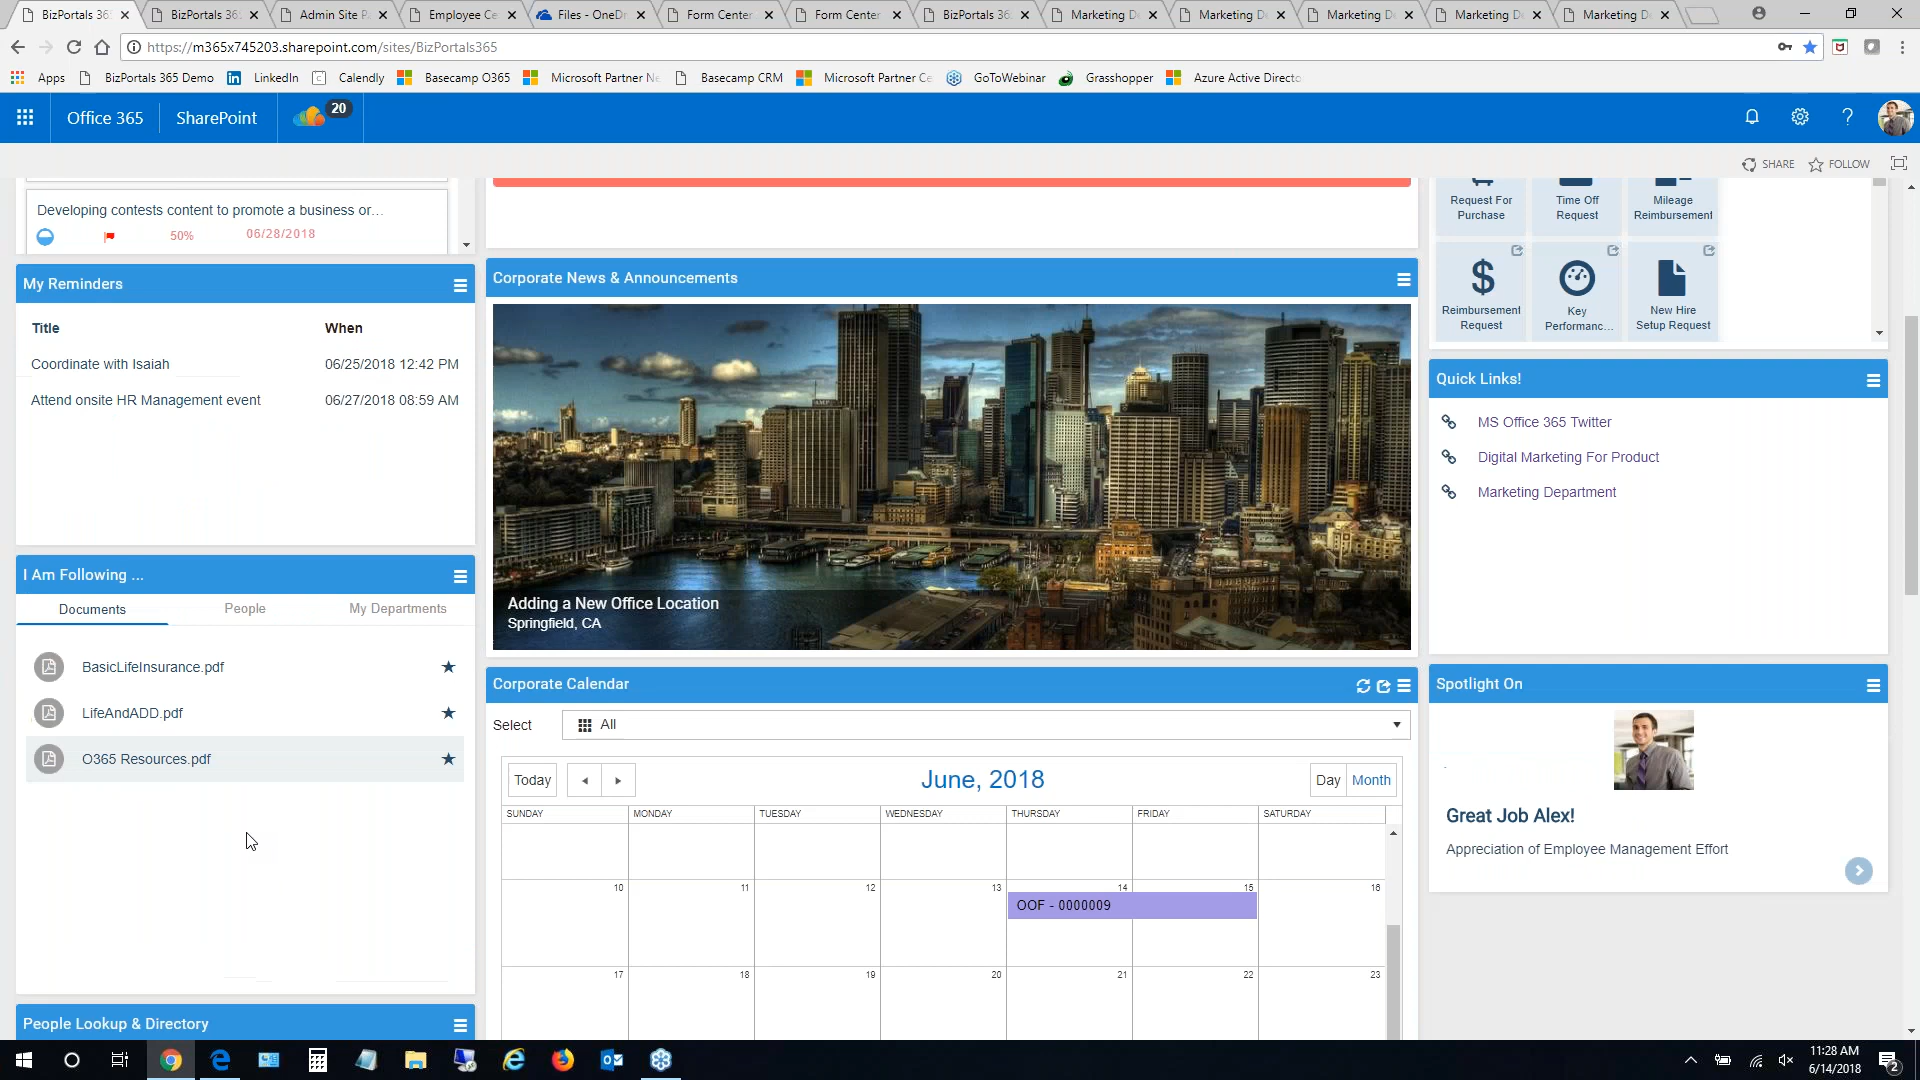 BizPortals 36
BizPortals 36
Admin Site P
Employee Ce
Files - OneDr
Form Center
Form Center
BizPortals 36
Marketing D
Marketing D
Marketing D
Marketing D
Marketing D
https://m365x745203.sharepoint.com/sites/BizPortals365
Apps
BizPortals 365 Demo
LinkedIn
Calendly
Basecamp O365
Microsoft Partner Ne
Basecamp CRM
Microsoft Partner Ce
GoToWebinar
Grasshopper
Azure Active Directo
Office 365
SharePoint
20
SHARE
FOLLOW
Developing contests content to promote a business or...
50%
06/28/2018
My Reminders
Title
When
Coordinate with Isaiah
06/25/2018 12:42 PM
Attend onsite HR Management event
06/27/2018 08:59 AM
I Am Following ...
Documents
People
My Departments
BasicLifeInsurance.pdf
LifeAndADD.pdf
O365 Resources.pdf
People Lookup & Directory
Corporate News & Announcements
Adding a New Office Location
Springfield, CA
Corporate Calendar
Select
All
Today
June, 2018
Day
Month
SUNDAY
MONDAY
TUESDAY
WEDNESDAY
THURSDAY
FRIDAY
SATURDAY
10
11
12
13
14
15
16
OOF - 0000009
17
18
19
20
21
22
23
Request For
Purchase
Time Off
Request
Mileage
Reimbursement
Reimbursement
Request
Key
Performanc...
New Hire
Setup Request
Quick Links!
MS Office 365 Twitter
Digital Marketing For Product
Marketing Department
Spotlight On
Great Job Alex!
Appreciation of Employee Management Effort
11:28 AM
6/14/2018
2